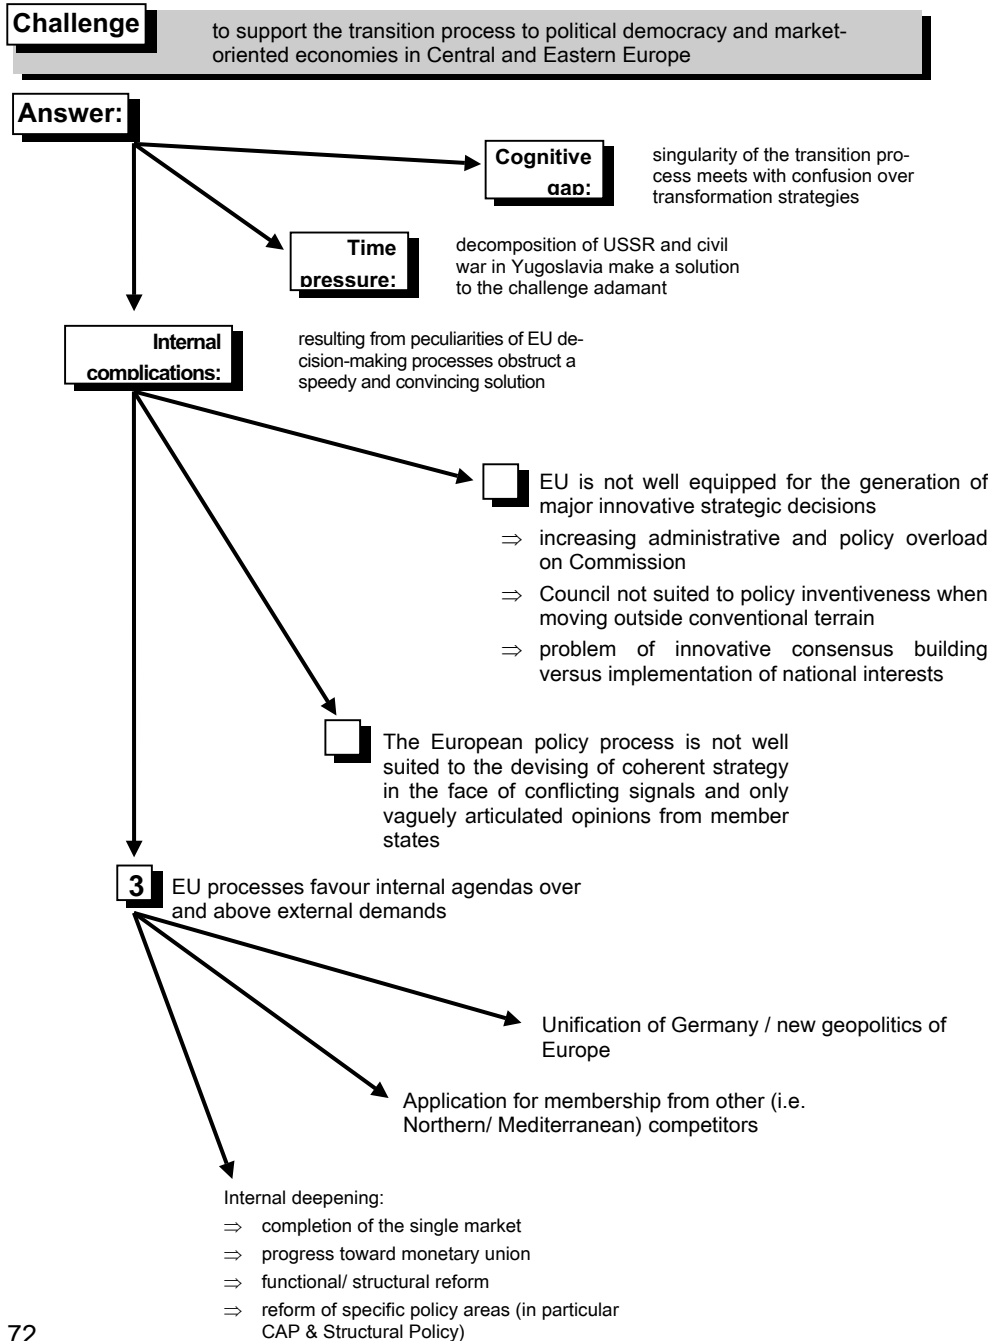 Challenge
to support the transition process to political democracy and market-
oriented economies in Central and Eastern Europe
Answer:
Cognitive
gap:
singularity of the transition pro-
cess meets with confusion over
transformation strategies
Time
pressure:
decomposition of USSR and civil
war in Yugoslavia make a solution
to the challenge adamant
Internal
complications:
resulting from peculiarities of EU de-
cision-making processes obstruct a
speedy and convincing solution
EU is not well equipped for the generation of
major innovative strategic decisions
⇒ increasing administrative and policy overload
on Commission
⇒ Council not suited to policy inventiveness when
moving outside conventional terrain
⇒ problem of innovative consensus building
versus implementation of national interests
The European policy process is not well
suited to the devising of coherent strategy
in the face of conflicting signals and only
vaguely articulated opinions from member
states
3
EU processes favour internal agendas over
and above external demands
Unification of Germany / new geopolitics of
Europe
Application for membership from other (i.e.
Northern/ Mediterranean) competitors
Internal deepening:
⇒ completion of the single market
⇒ progress toward monetary union
⇒ functional/ structural reform
⇒ reform of specific policy areas (in particular
CAP & Structural Policy)
72